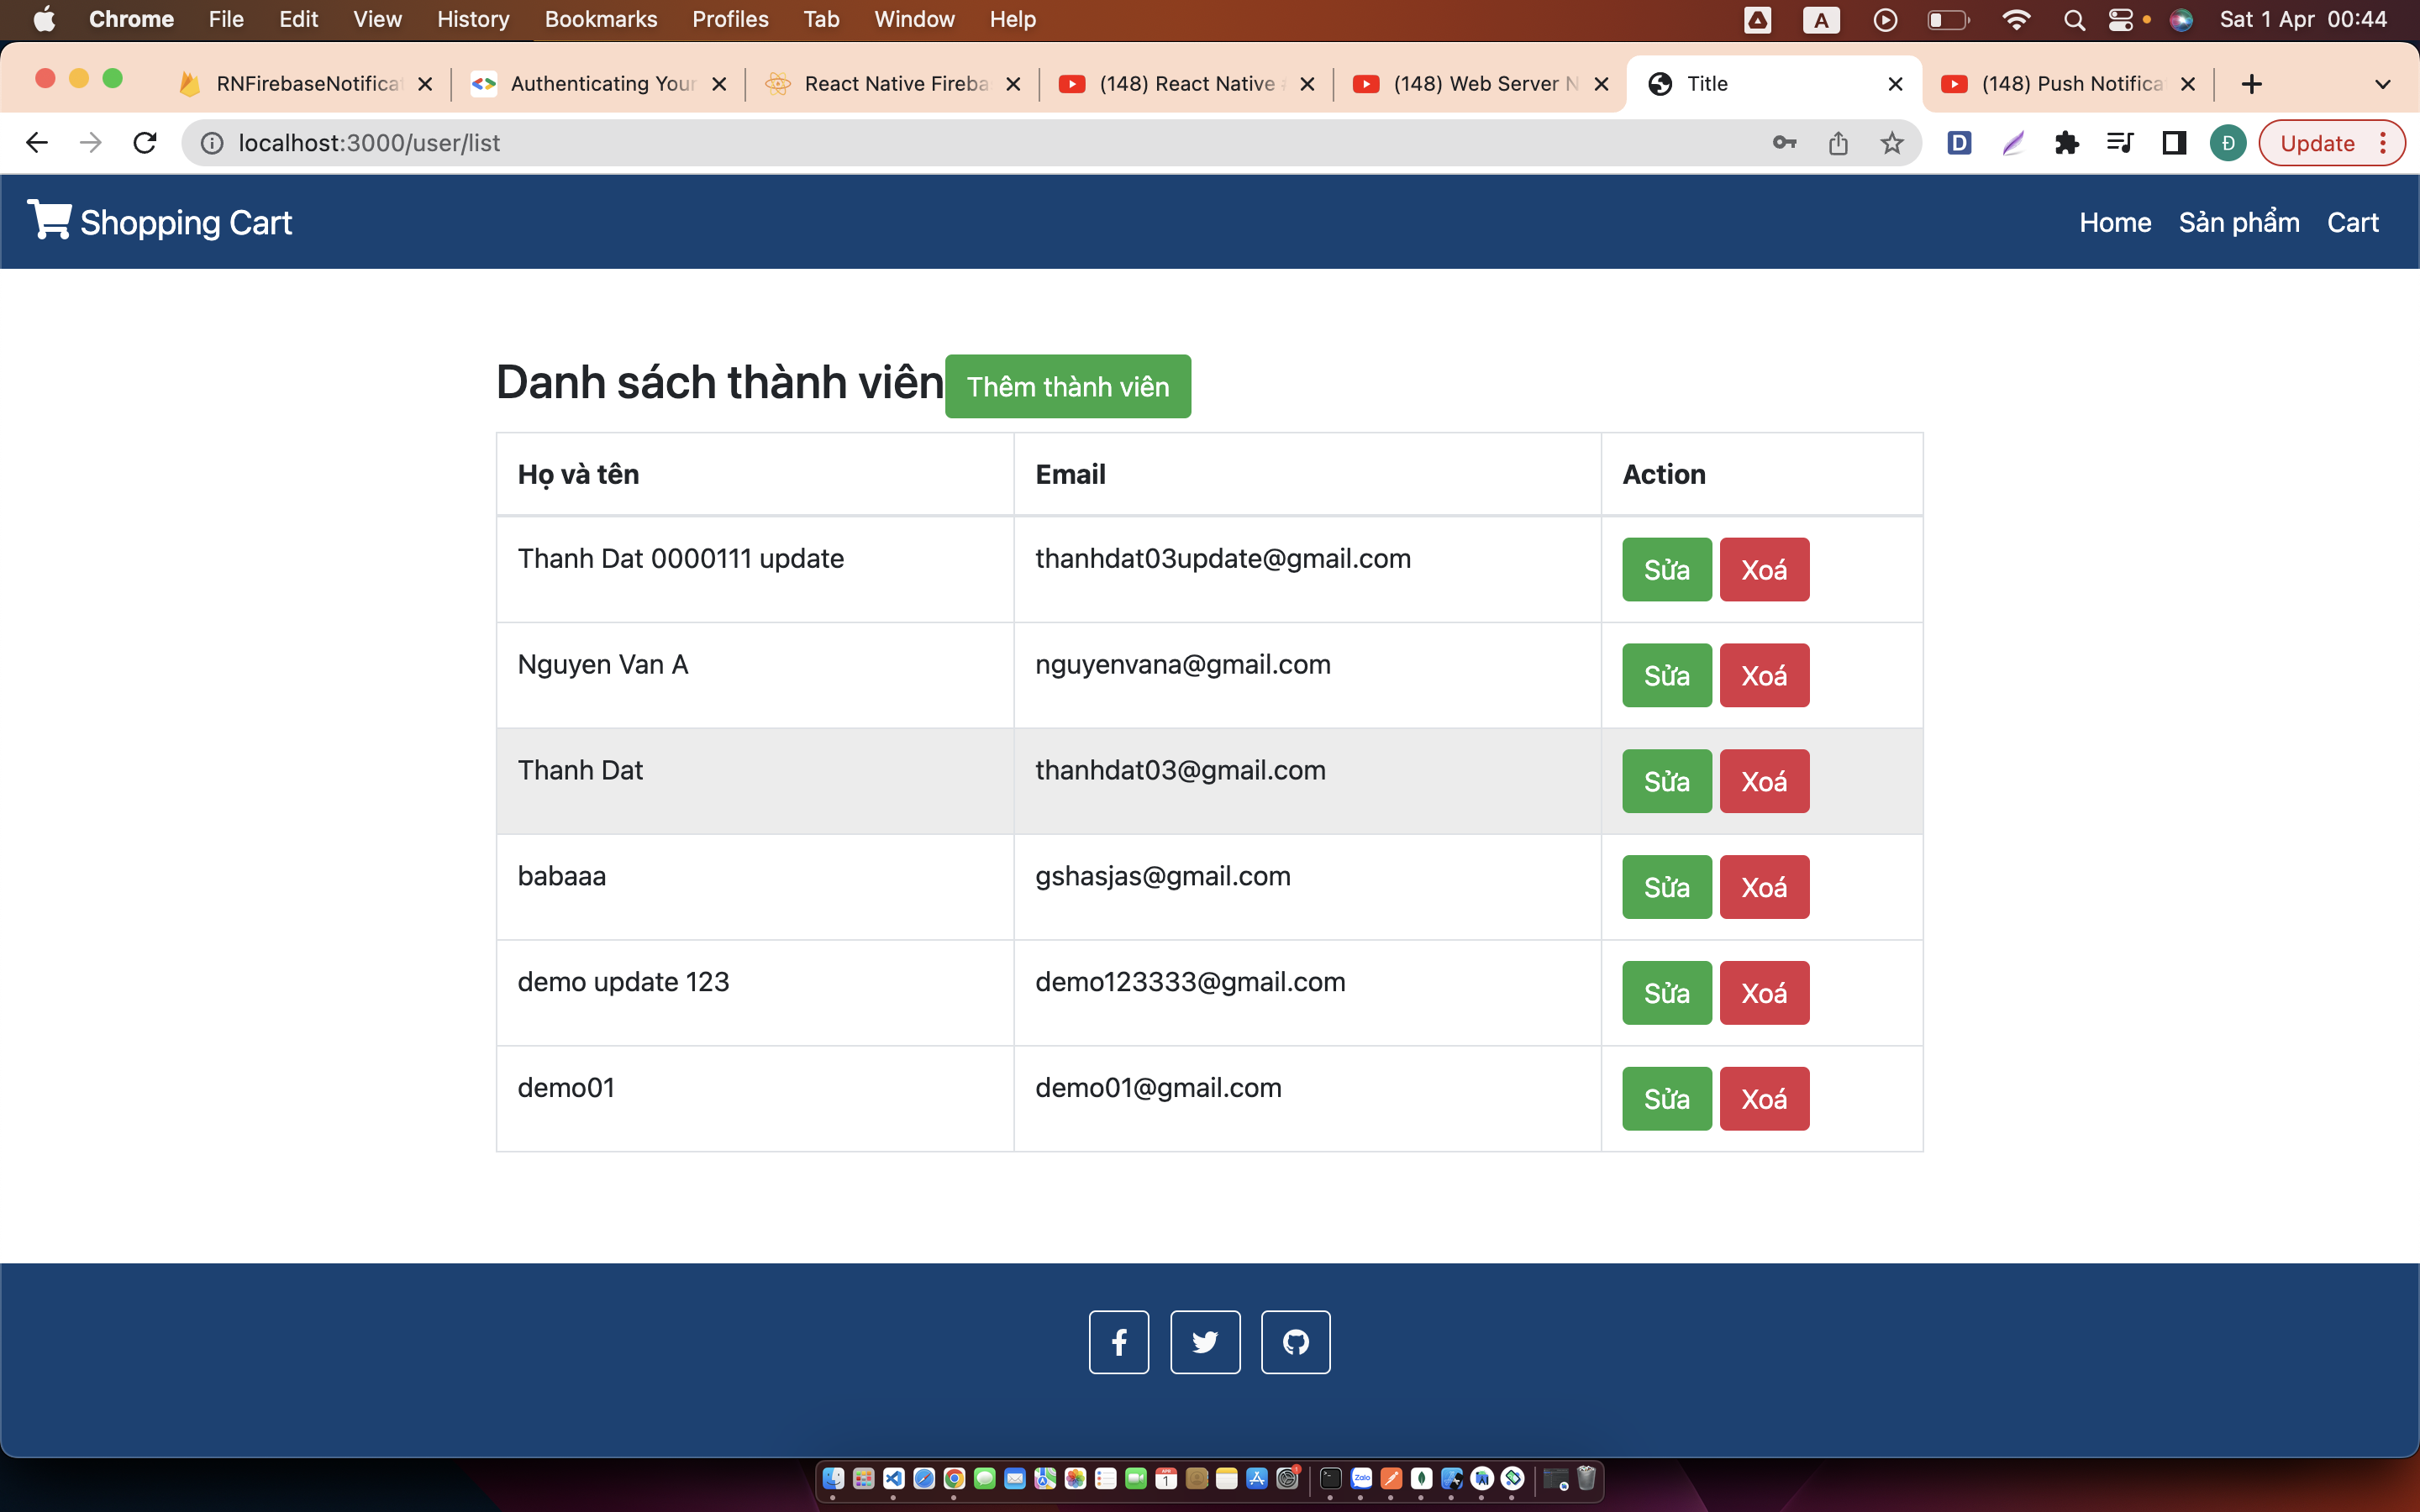 Chrome File Edit View History Bookmarks Profiles Tab Window Help A Sat 1 Apr 00:44
RNFirebaseNotificat Authenticating Your React Native Fireba (148) React Native (148) Web Server N Title (148) Push Notifica
localhost:3000/user/list D Đ Update
Shopping Cart Home Sản phẩm Cart
Danh sách thành viên Thêm thành viên
Họ và tên Email Action
Thanh Dat 0000111 update thanhdat03update@gmail.com Sửa Xoá
Nguyen Van A nguyenvana@gmail.com Sửa Xoá
Thanh Dat thanhdat03@gmail.com Sửa Xoá
babaaa gshasjas@gmail.com Sửa Xoá
demo update 123 demo123333@gmail.com Sửa Xoá
demo01 demo01@gmail.com Sửa Xoá
1 Zalo